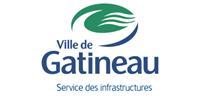 Ville de
Gatineau
Service des infrastructures